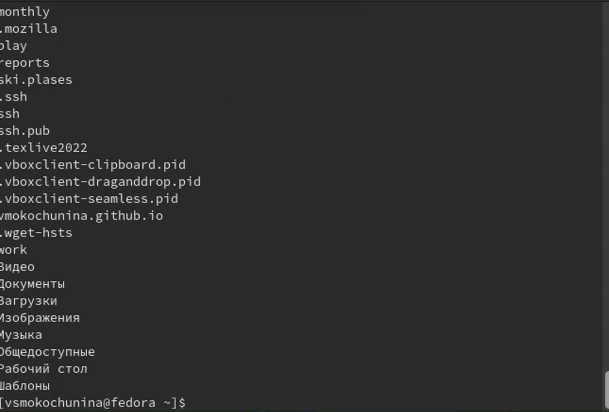 monthly
.mozilla
play
reports
ski.plases
.ssh
ssh
ssh.pub
.texlive2022
.vboxclient-clipboard.pid
.vboxclient-draganddrop.pid
.vboxclient-seamless.pid
vmokochunina.github.io
.wget-hsts
work
Видео
Документы
Загрузки
Изображения
Музыка
Общедоступные
Рабочий стол
Шаблоны
[vsmokochunina@fedora ~]$